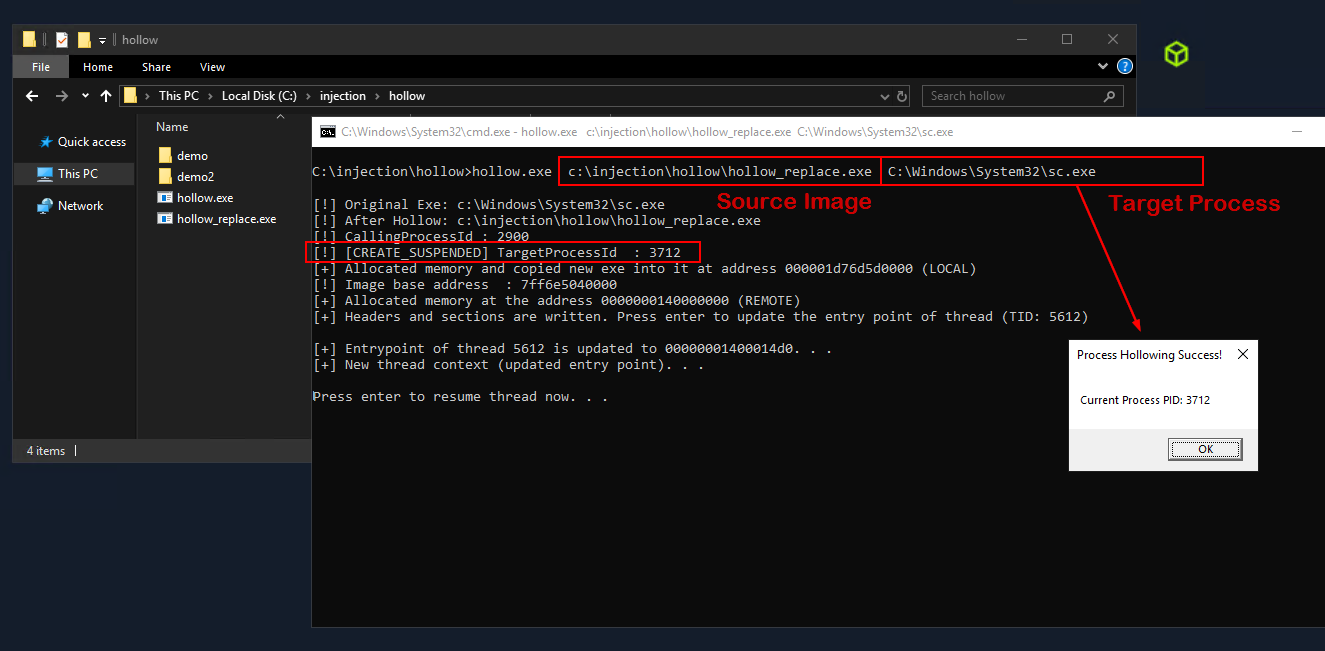 hollow
File Home Share View
This PC > Local Disk (C:) > injection > hollow
Search hollow
Quick access
This PC
Network
Name
demo
demo2
hollow.exe
hollow_replace.exe
4 items
C:\Windows\System32\cmd.exe - hollow.exe c:\injection\hollow\hollow_replace.exe C:\Windows\System32\sc.exe
C:\injection\hollow>hollow.exe c:\injection\hollow\hollow_replace.exe C:\Windows\System32\sc.exe
Source Image
Target Process
[!] Original Exe: c:\Windows\System32\sc.exe
[!] After Hollow: c:\injection\hollow\hollow_replace.exe
[!] CallingProcessId : 2900
[!] [CREATE_SUSPENDED] TargetProcessId : 3712
[+] Allocated memory and copied new exe into it at address 000001d76d5d0000 (LOCAL)
[!] Image base address : 7ff6e5040000
[+] Allocated memory at the address 0000000140000000 (REMOTE)
[+] Headers and sections are written. Press enter to update the entry point of thread (TID: 5612)
[+] Entrypoint of thread 5612 is updated to 00000001400014d0. . .
[+] New thread context (updated entry point). . .
Press enter to resume thread now. . .
Process Hollowing Success!
Current Process PID: 3712
OK